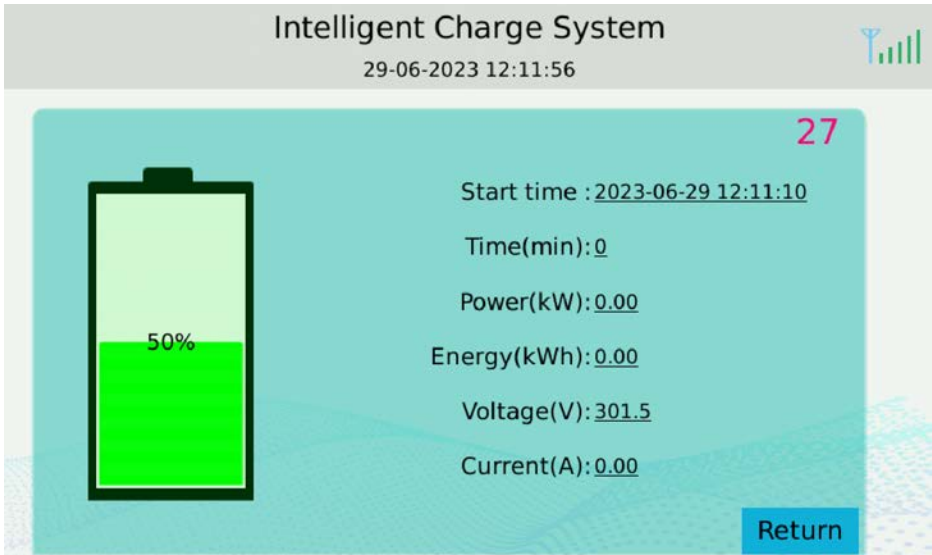 Intelligent Charge System
29-06-2023 12:11:56
27
Start time :2023-06-29 12:11:10
Time(min):0
Power(kW):0.00
50%
Energy(kWh):0.00
Voltage(V):301.5
Current(A):0.00
Return